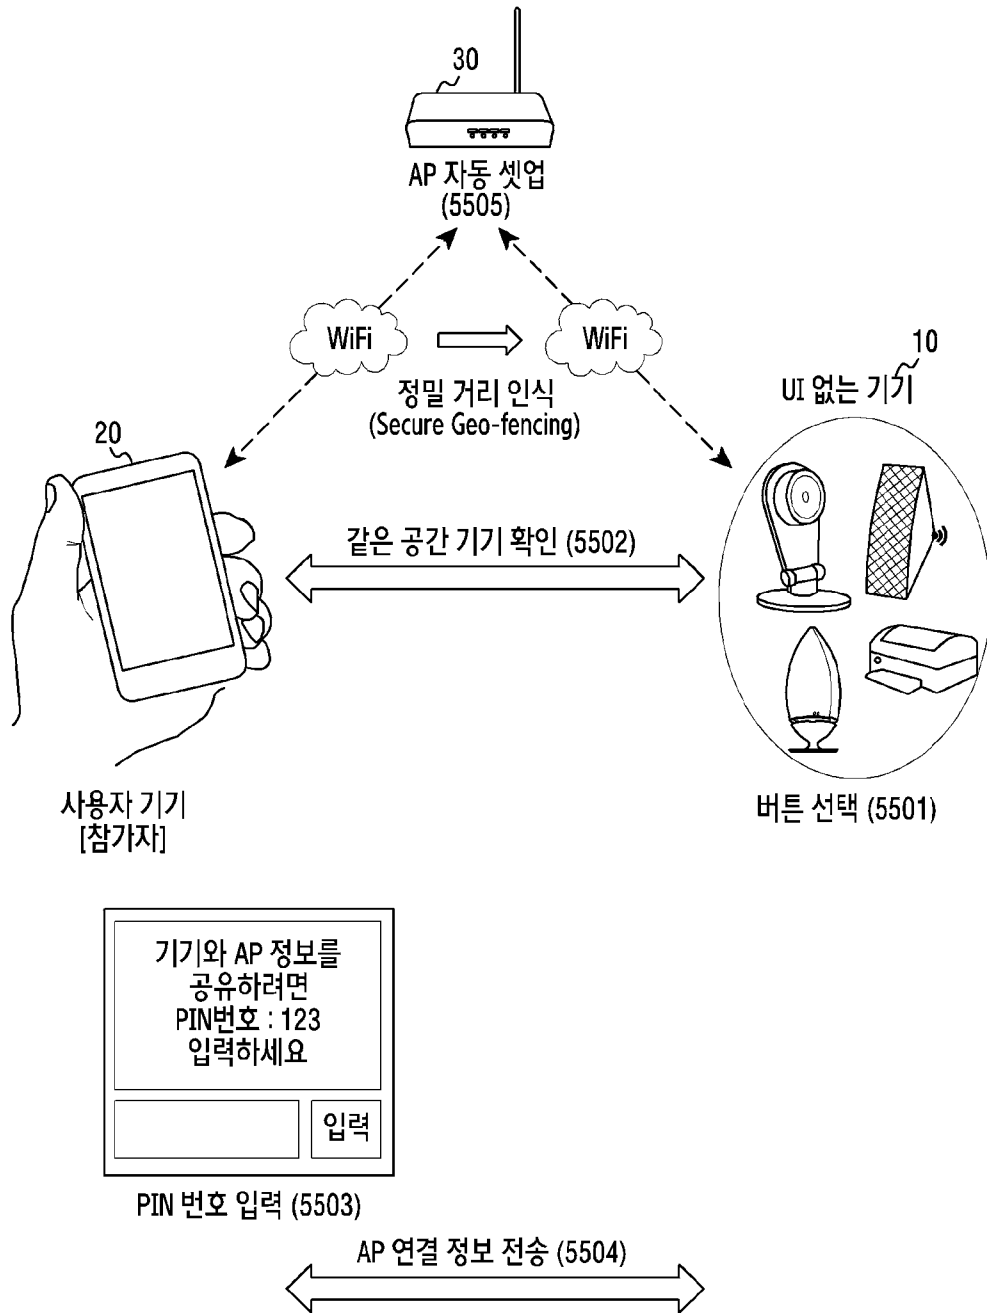 30
AP 자동 셋업
(5505)
WiFi
WiFi
정밀 거리 인식
(Secure Geo-fencing)
10
UI 없는 기기
20
같은 공간 기기 확인 (5502)
사용자 기기
[참가자]
버튼 선택 (5501)
기기와 AP 정보를
공유하려면
PIN번호 : 123
입력하세요
입력
PIN 번호 입력 (5503)
AP 연결 정보 전송 (5504)